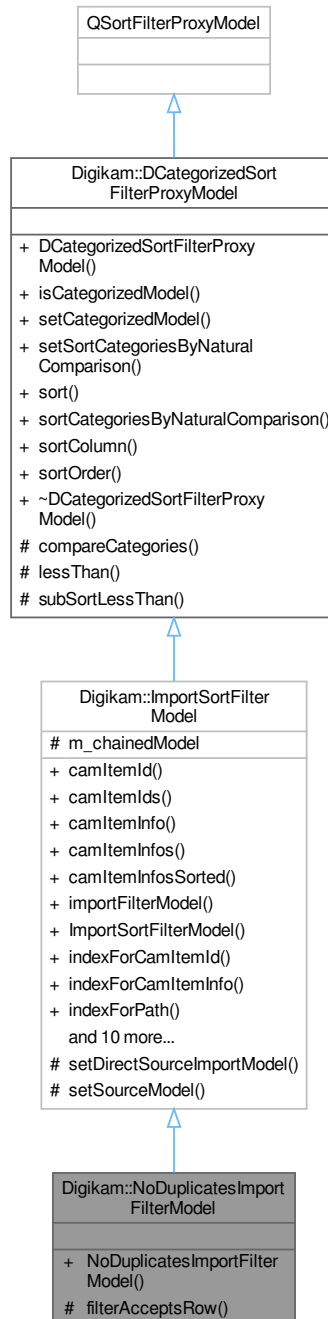 QSortFilterProxyModel
Digikam::DCategorizedSort
FilterProxyModel
+ DCategorizedSortFilterProxy
Model()
+ isCategorizedModel()
+ setCategorizedModel()
+ setSortCategoriesByNatural
Comparison()
+ sort()
+ sortCategoriesByNaturalComparison()
+ sortColumn()
+ sortOrder()
+ ~DCategorizedSortFilterProxy
Model()
# compareCategories()
# lessThan()
# subSortLessThan()
Digikam::ImportSortFilter
Model
# m_chainedModel
+ camItemId()
+ camItemIds()
+ camItemInfo()
+ camItemInfos()
+ camItemInfosSorted()
+ importFilterModel()
+ ImportSortFilterModel()
+ indexForCamItemId()
+ indexForCamItemInfo()
+ indexForPath()
and 10 more...
# setDirectSourceImportModel()
# setSourceModel()
Digikam::NoDuplicatesImport
FilterModel
+ NoDuplicatesImportFilter
Model()
# filterAcceptsRow()